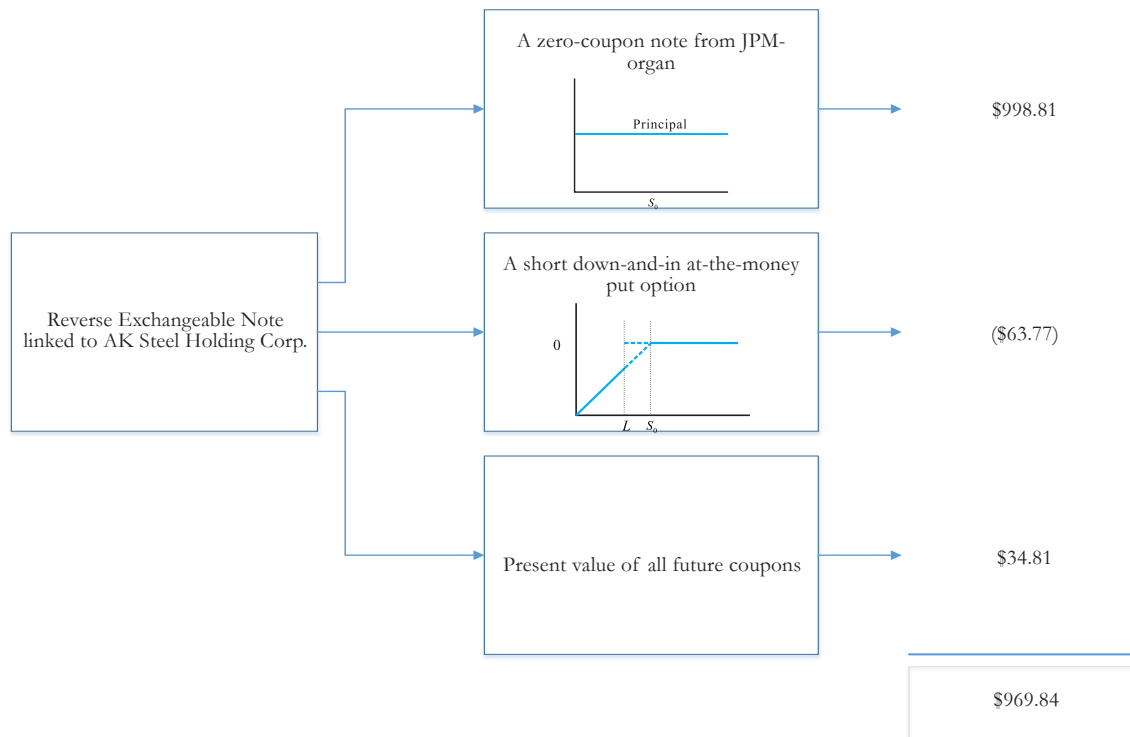 A zero-coupon note from JPM-
organ
Principal
S₀
$998.81
Reverse Exchangeable Note
linked to AK Steel Holding Corp.
A short down-and-in at-the-money
put option
0
L S₀
($63.77)
Present value of all future coupons
$34.81
$969.84